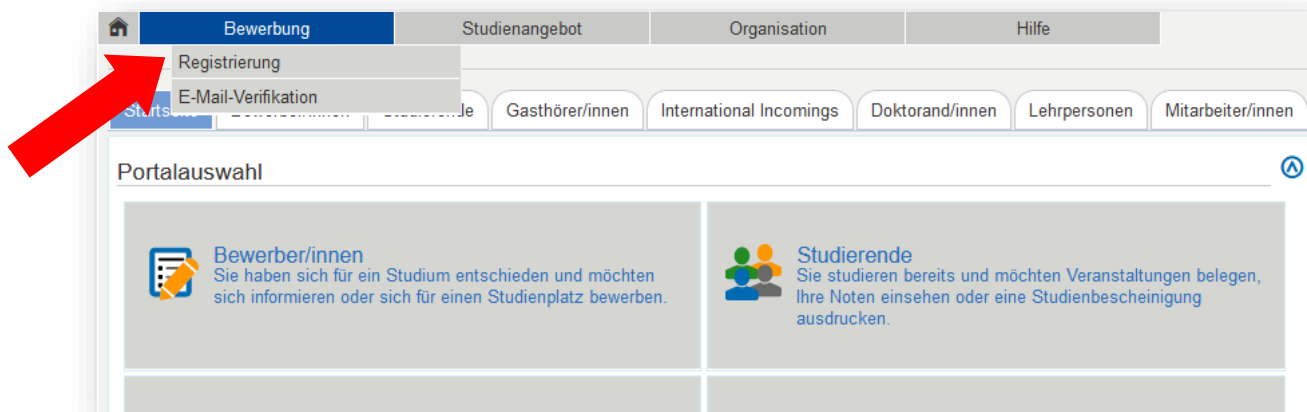 Bewerbung Studienangebot Organisation Hilfe
Registrierung
E-Mail-Verifikation
Gasthörer/innen International Incomings Doktorand/innen Lehrpersonen Mitarbeiter/innen
Portalauswahl
Bewerber/innen
Sie haben sich für ein Studium entschieden und möchten
sich informieren oder sich für einen Studienplatz bewerben.
Studierende
Sie studieren bereits und möchten Veranstaltungen belegen,
Ihre Noten einsehen oder eine Studienbescheinigung
ausdrucken.